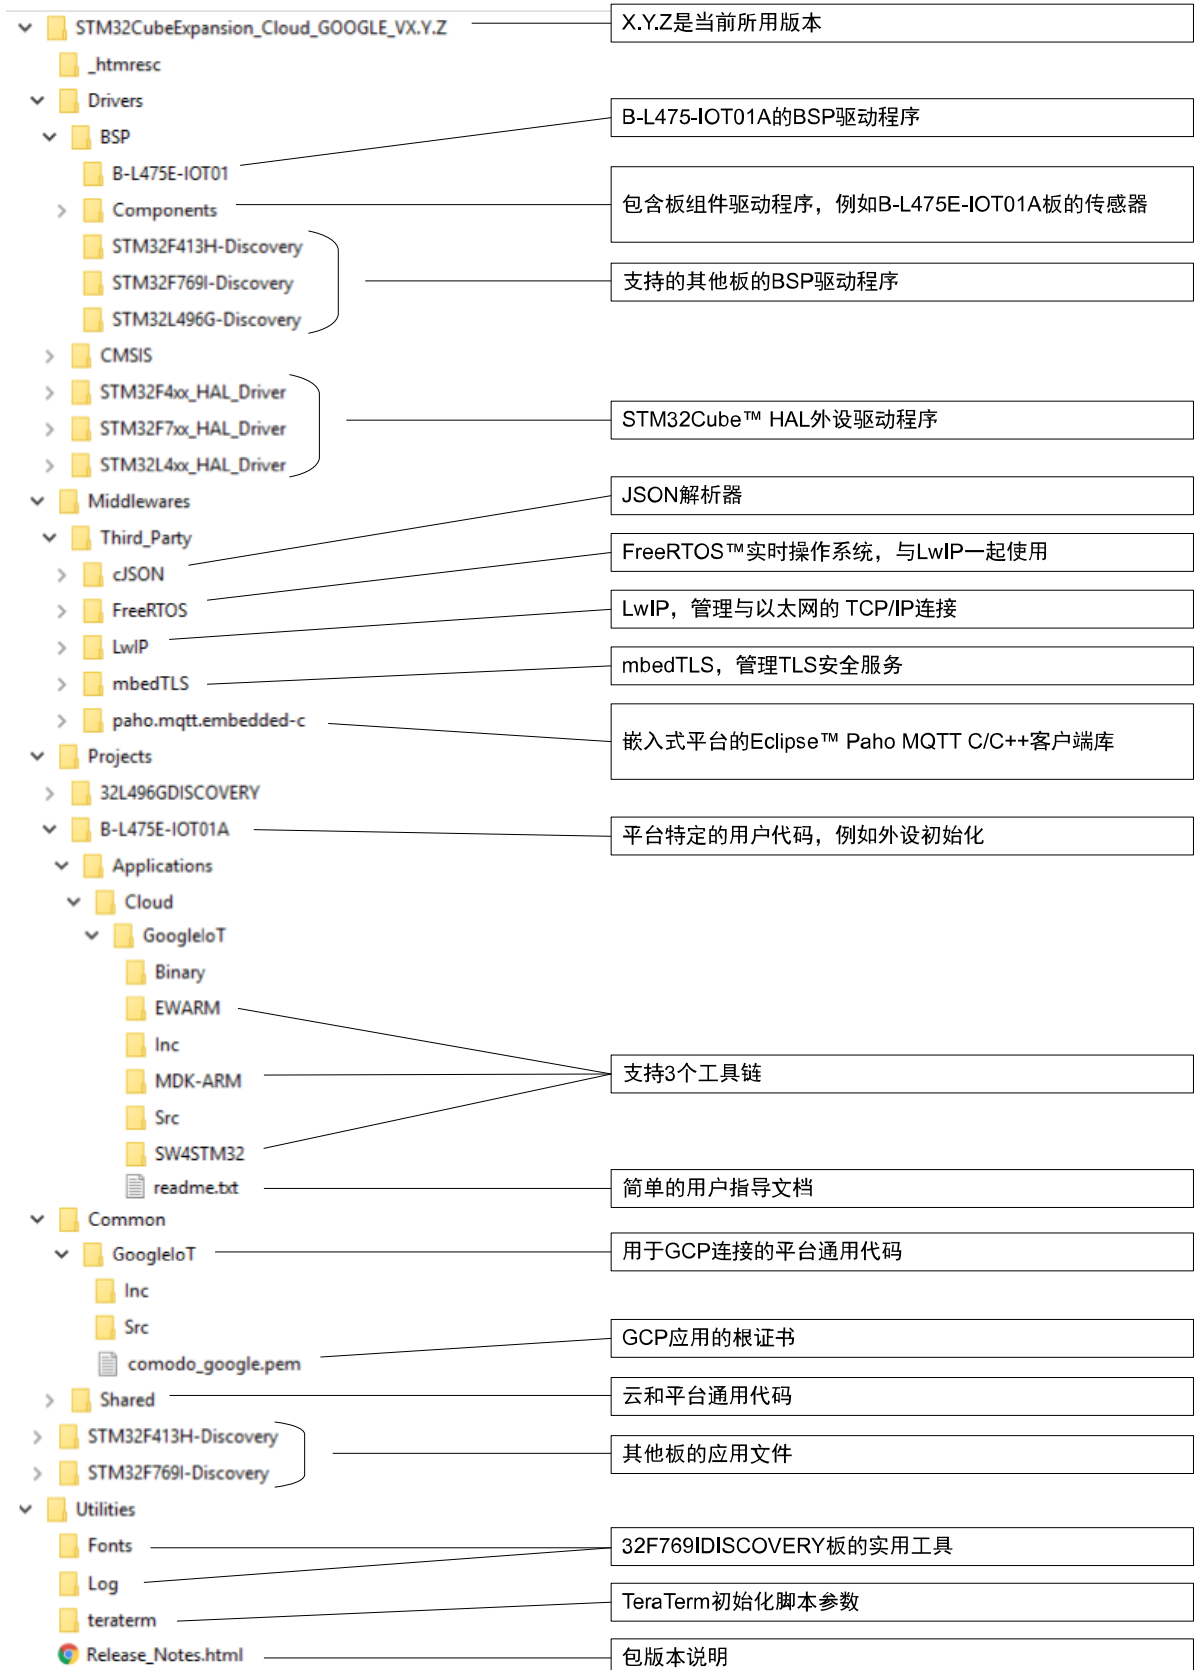 STM32CubeExpansion_Cloud_GOOGLE_VX.Y.Z
X.Y.Z是当前所用版本
_htmresc
Drivers
BSP
B-L475-IOT01A的BSP驱动程序
B-L475E-IOT01
Components
包含板组件驱动程序，例如B-L475E-IOT01A板的传感器
STM32F413H-Discovery
STM32F769I-Discovery
支持的其他板的BSP驱动程序
STM32L496G-Discovery
CMSIS
STM32F4xx_HAL_Driver
STM32F7xx_HAL_Driver
STM32Cube™ HAL外设驱动程序
STM32L4xx_HAL_Driver
Middlewares
JSON解析器
Third_Party
FreeRTOS™实时操作系统，与LwIP一起使用
cJSON
FreeRTOS
LwIP，管理与以太网的 TCP/IP连接
LwIP
mbedTLS，管理TLS安全服务
mbedTLS
paho.mqtt.embedded-c
嵌入式平台的Eclipse™ Paho MQTT C/C++客户端库
Projects
32L496GDISCOVERY
B-L475E-IOT01A
平台特定的用户代码，例如外设初始化
Applications
Cloud
GoogleIoT
Binary
EWARM
Inc
MDK-ARM
支持3个工具链
Src
SW4STM32
readme.txt
简单的用户指导文档
Common
GoogleIoT
用于GCP连接的平台通用代码
Inc
Src
GCP应用的根证书
comodo_google.pem
Shared
云和平台通用代码
STM32F413H-Discovery
其他板的应用文件
STM32F769I-Discovery
Utilities
Fonts
32F769IDISCOVERY板的实用工具
Log
TeraTerm初始化脚本参数
teraterm
Release_Notes.html
包版本说明